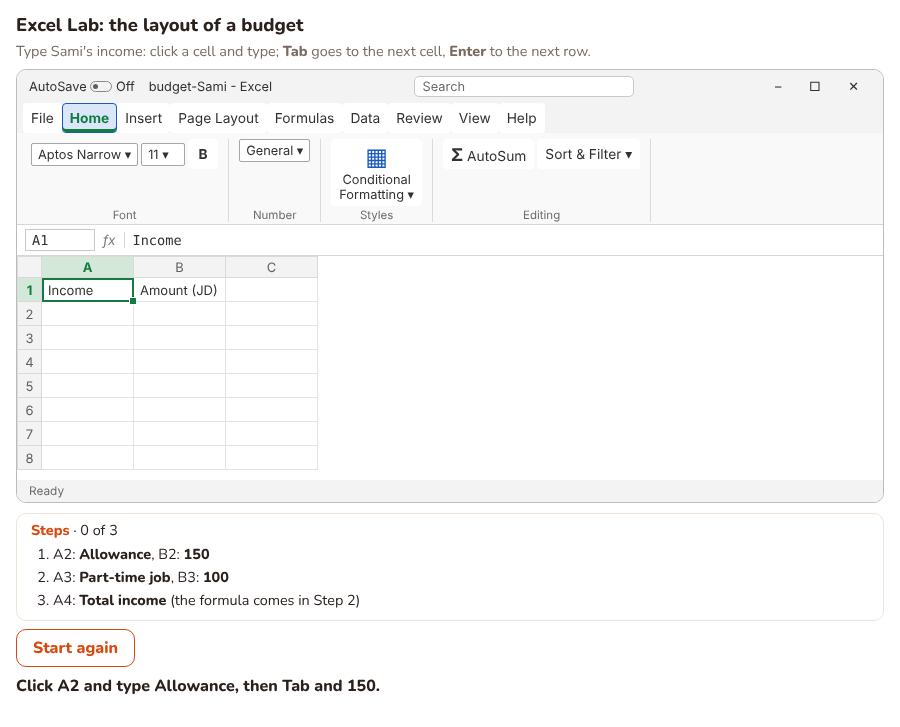 Excel Lab: the layout of a budget
Type Sami's income: click a cell and type; Tab goes to the next cell, Enter to the next row.
AutoSave Off budget-Sami - Excel Search
File Home Insert Page Layout Formulas Data Review View Help
Aptos Narrow ▾ 11 ▾ B General ▾ Conditional Formatting ▾ Σ AutoSum Sort & Filter ▾
Font Number Styles Editing
A1 fx Income
A B C
1 Income Amount (JD)
2
3
4
5
6
7
8
Ready
Steps · 0 of 3
1. A2: Allowance, B2: 150
2. A3: Part-time job, B3: 100
3. A4: Total income (the formula comes in Step 2)
Start again
Click A2 and type Allowance, then Tab and 150.